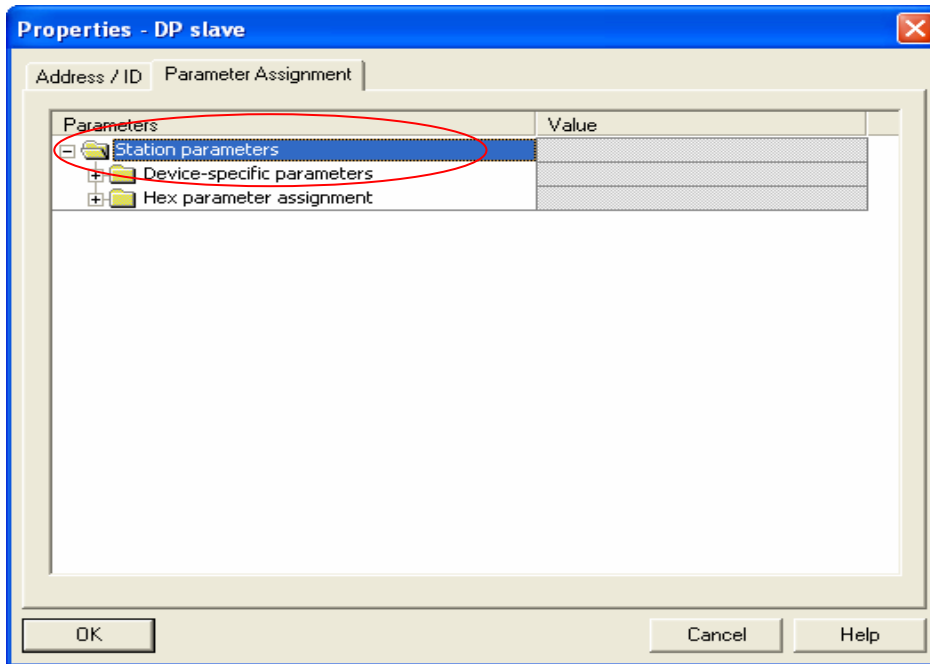 Properties - DP slave
Address / ID Parameter Assignment
Parameters Value
Station parameters
Device-specific parameters
Hex parameter assignment
OK Cancel Help